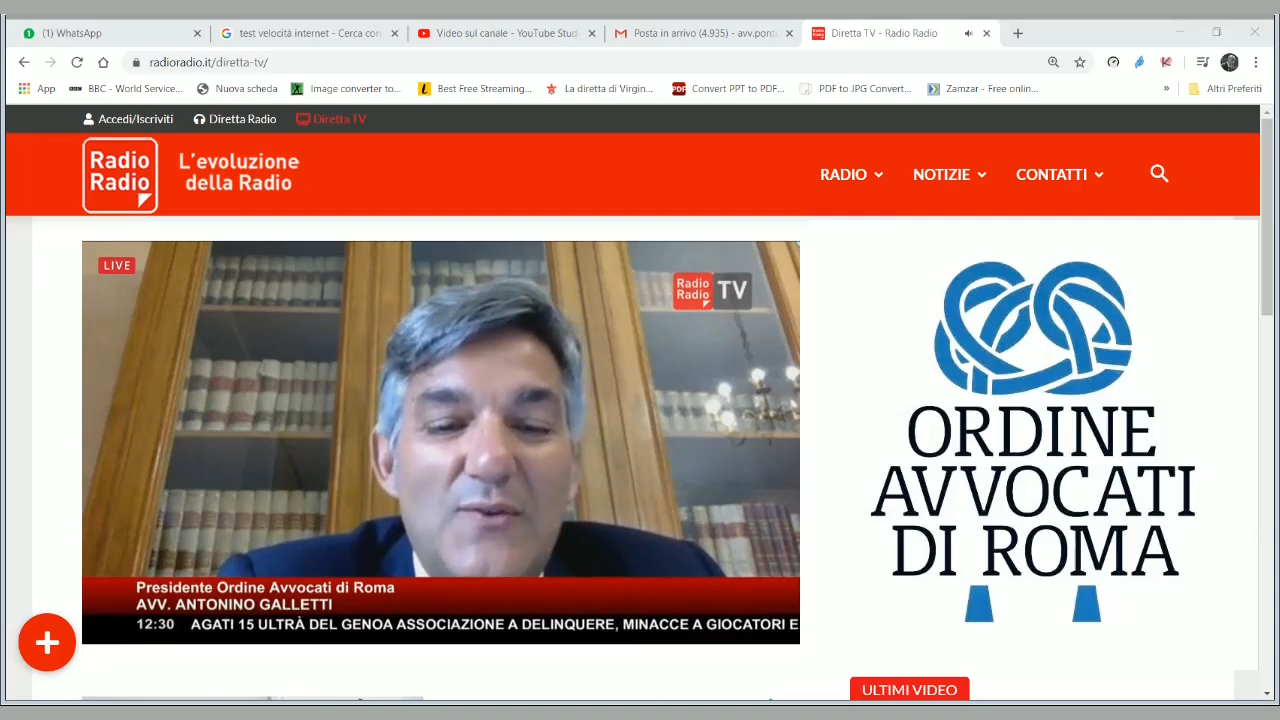 (1) WhatsApp
test velocità internet - Cerca con
Video sul canale - YouTube Stud
Posta in arrivo (4.935) - avv.pont
Diretta TV - Radio Radio
radioradio.it/diretta-tv/
App
BBC - World Service...
Nuova scheda
Image converter to...
Best Free Streaming...
La diretta di Virgin...
PDF Convert PPT to PDF...
PDF to JPG Convert...
Zamzar - Free onlin...
»
Altri Preferiti
Accedi/Iscriviti
Diretta Radio
Diretta TV
Radio
Radio
L'evoluzione
della Radio
RADIO
NOTIZIE
CONTATTI
LIVE
Radio
Radio
TV
Presidente Ordine Avvocati di Roma
AVV. ANTONINO GALLETTI
12:30 AGATI 15 ULTRÀ DEL GENOA ASSOCIAZIONE A DELINQUERE, MINACCE A GIOCATORI E
ORDINE
AVVOCATI
DI ROMA
ULTIMI VIDEO